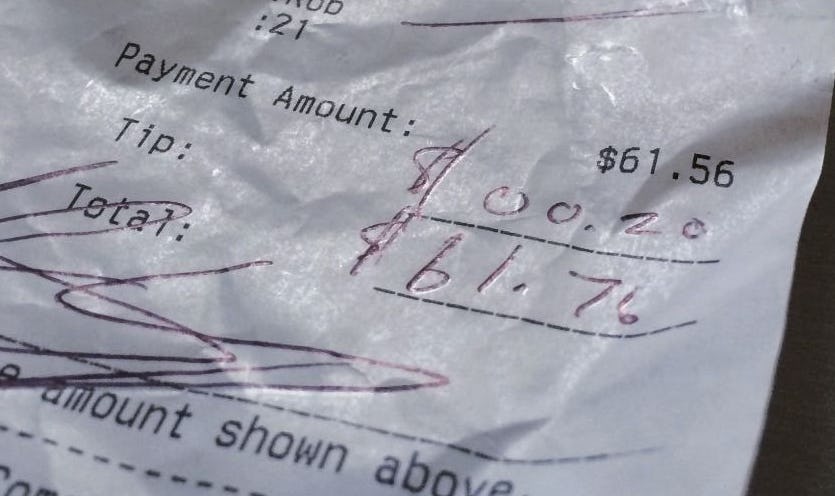 :21
Payment Amount: $61.56
Tip: $ 00.20
Total: $ 61.76
amount shown above